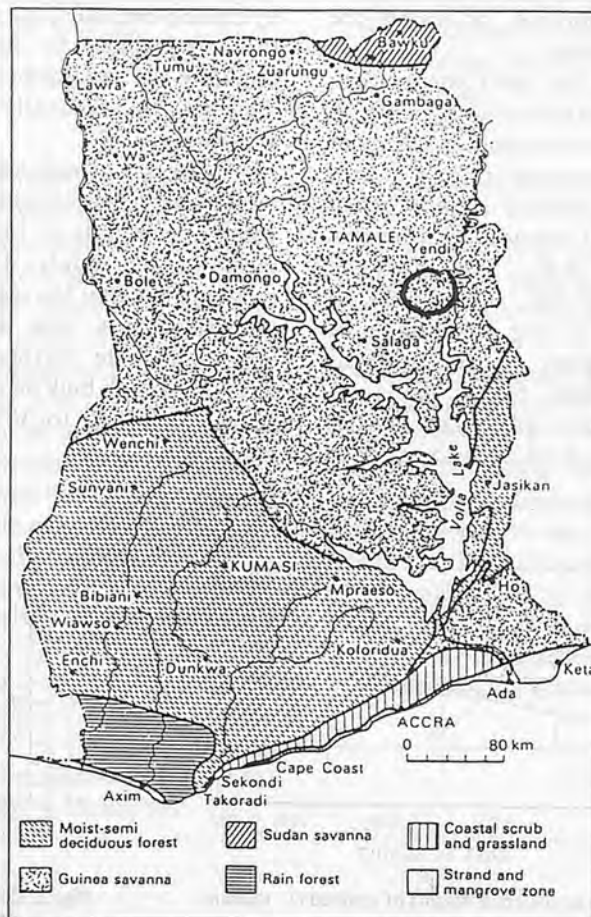 Bawku
Navrongo
Tumu
Zuarungu
Lawra
Gambaga
Wa
TAMALE
Yendi
Bole
Damongo
Salaga
Wenchi
Volta Lake
Sunyani
Jasikan
KUMASI
Mpraeso
Bibiani
Ho
Wiawso
Koloridua
Enchi
Dunkwa
Keta
Ada
ACCRA
0 80 km
Cape Coast
Sekondi
Axim
Takoradi
Moist-semi
deciduous forest
Sudan savanna
Coastal scrub
and grassland
Guinea savanna
Rain forest
Strand and
mangrove zone